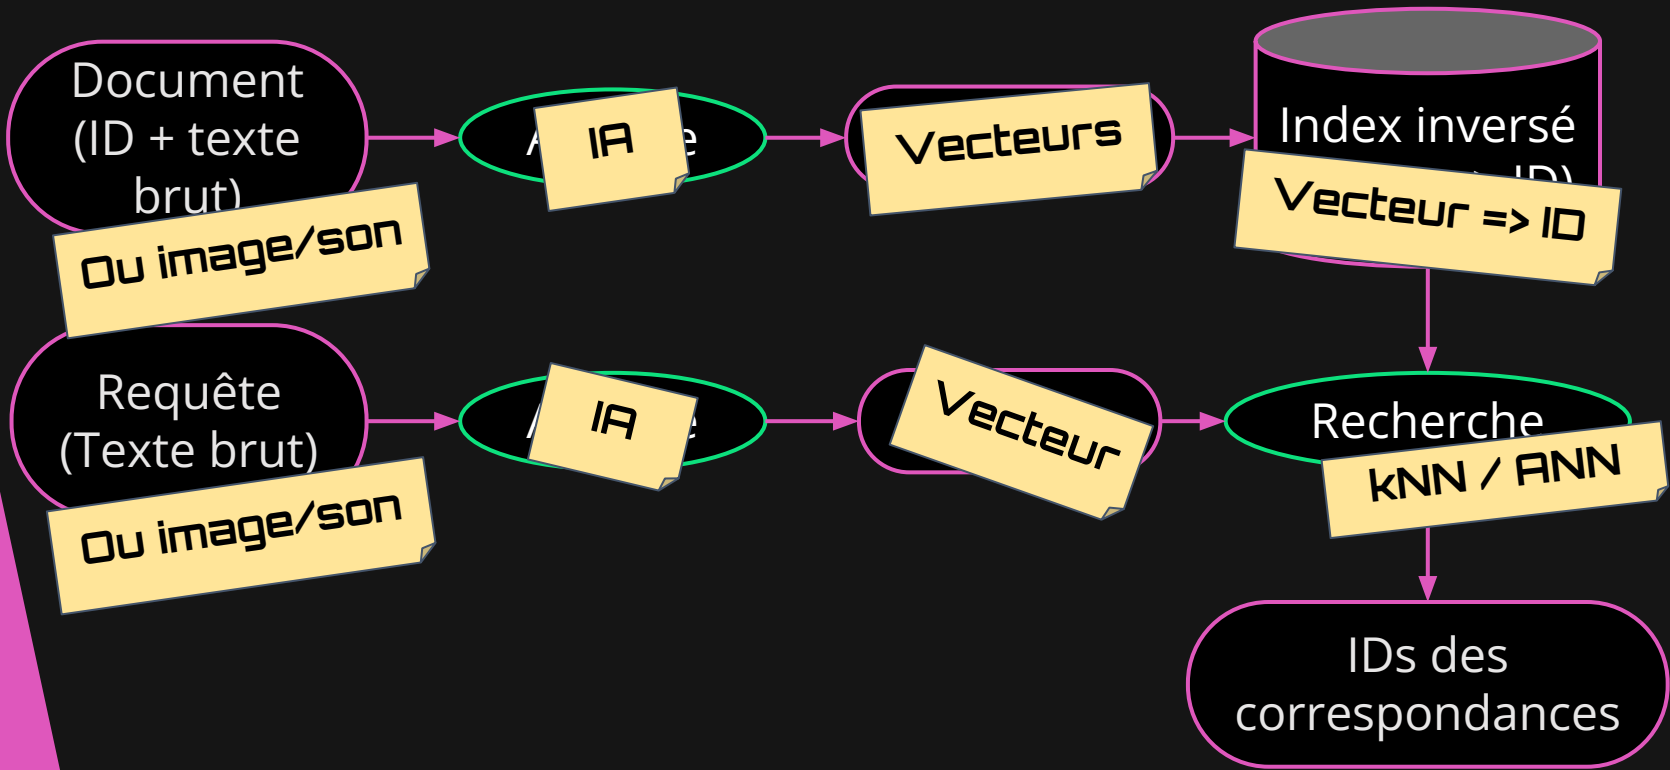 Document
(ID + texte
brut)
Ou image/son
IA
Vecteurs
Index inversé
ID)
Vecteur => ID
Requête
(Texte brut)
Ou image/son
IA
Vecteur
Recherche
kNN / ANN
IDs des
correspondances